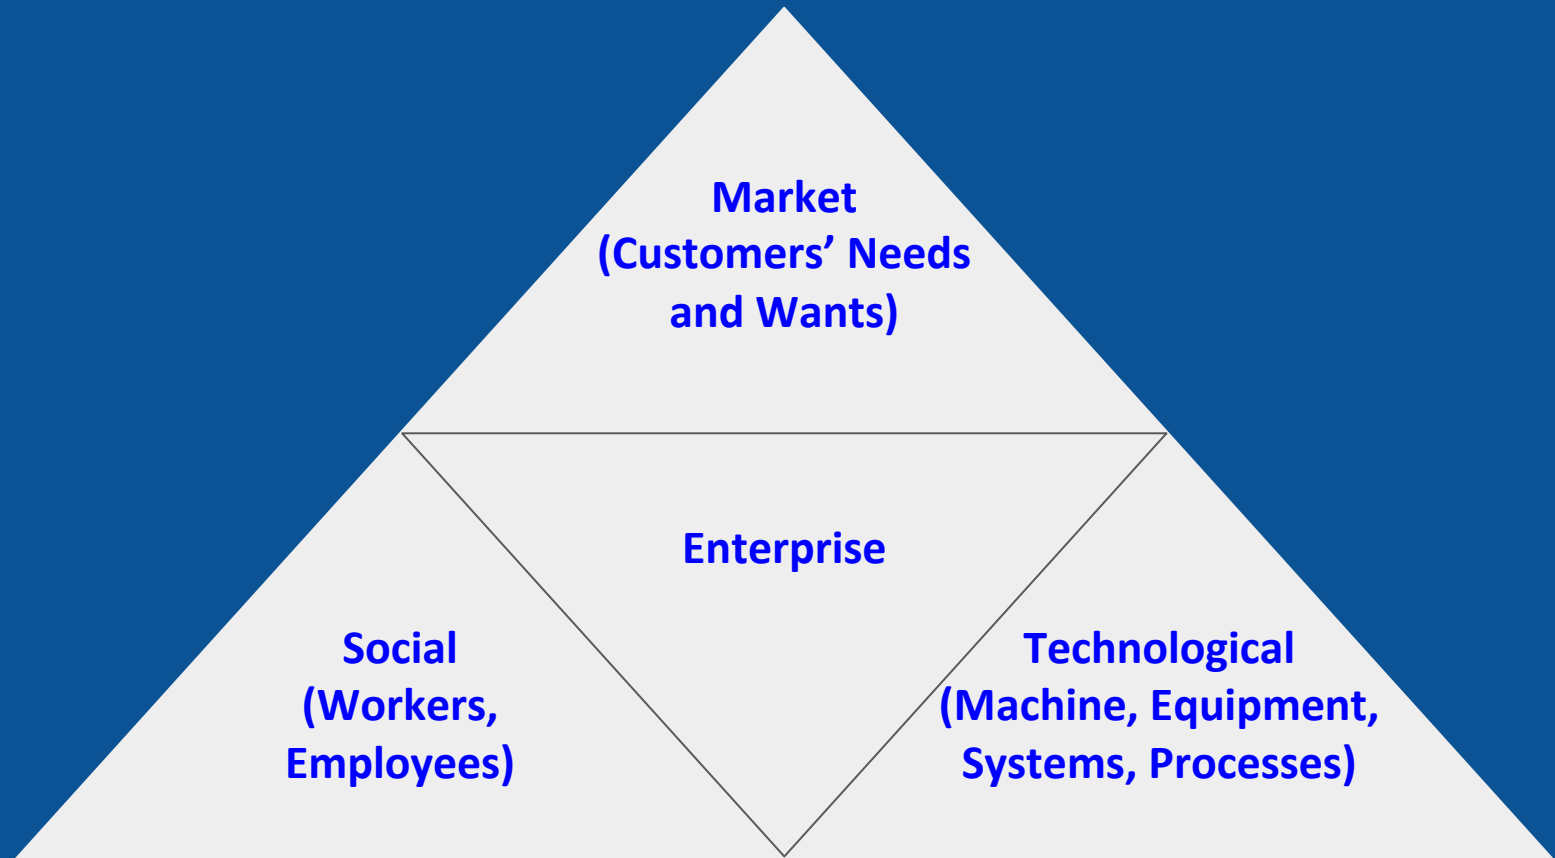 Market
(Customers’ Needs
and Wants)
Enterprise
Social
(Workers,
Employees)
Technological
(Machine, Equipment,
Systems, Processes)